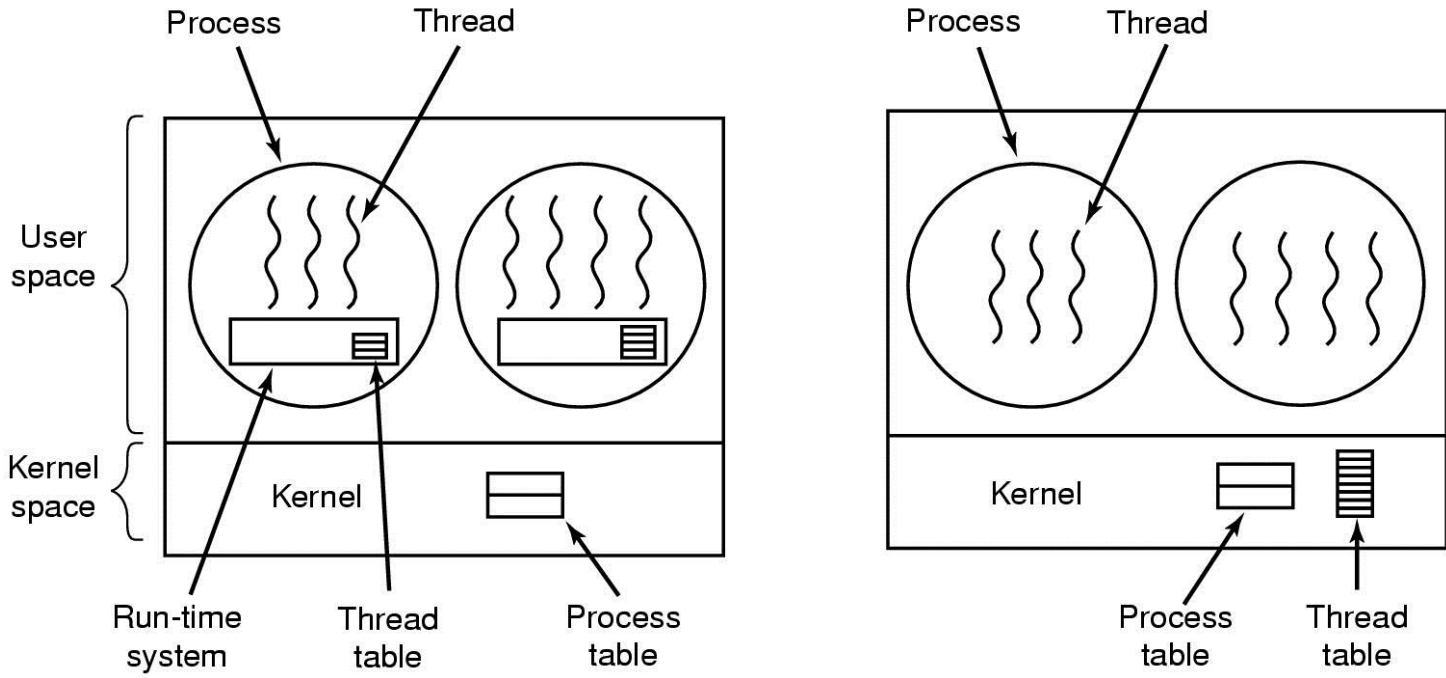 Process
Thread
User
space
Kernel
space
Kernel
Run-time
system
Thread
table
Process
table
Process
Thread
Kernel
Process
table
Thread
table